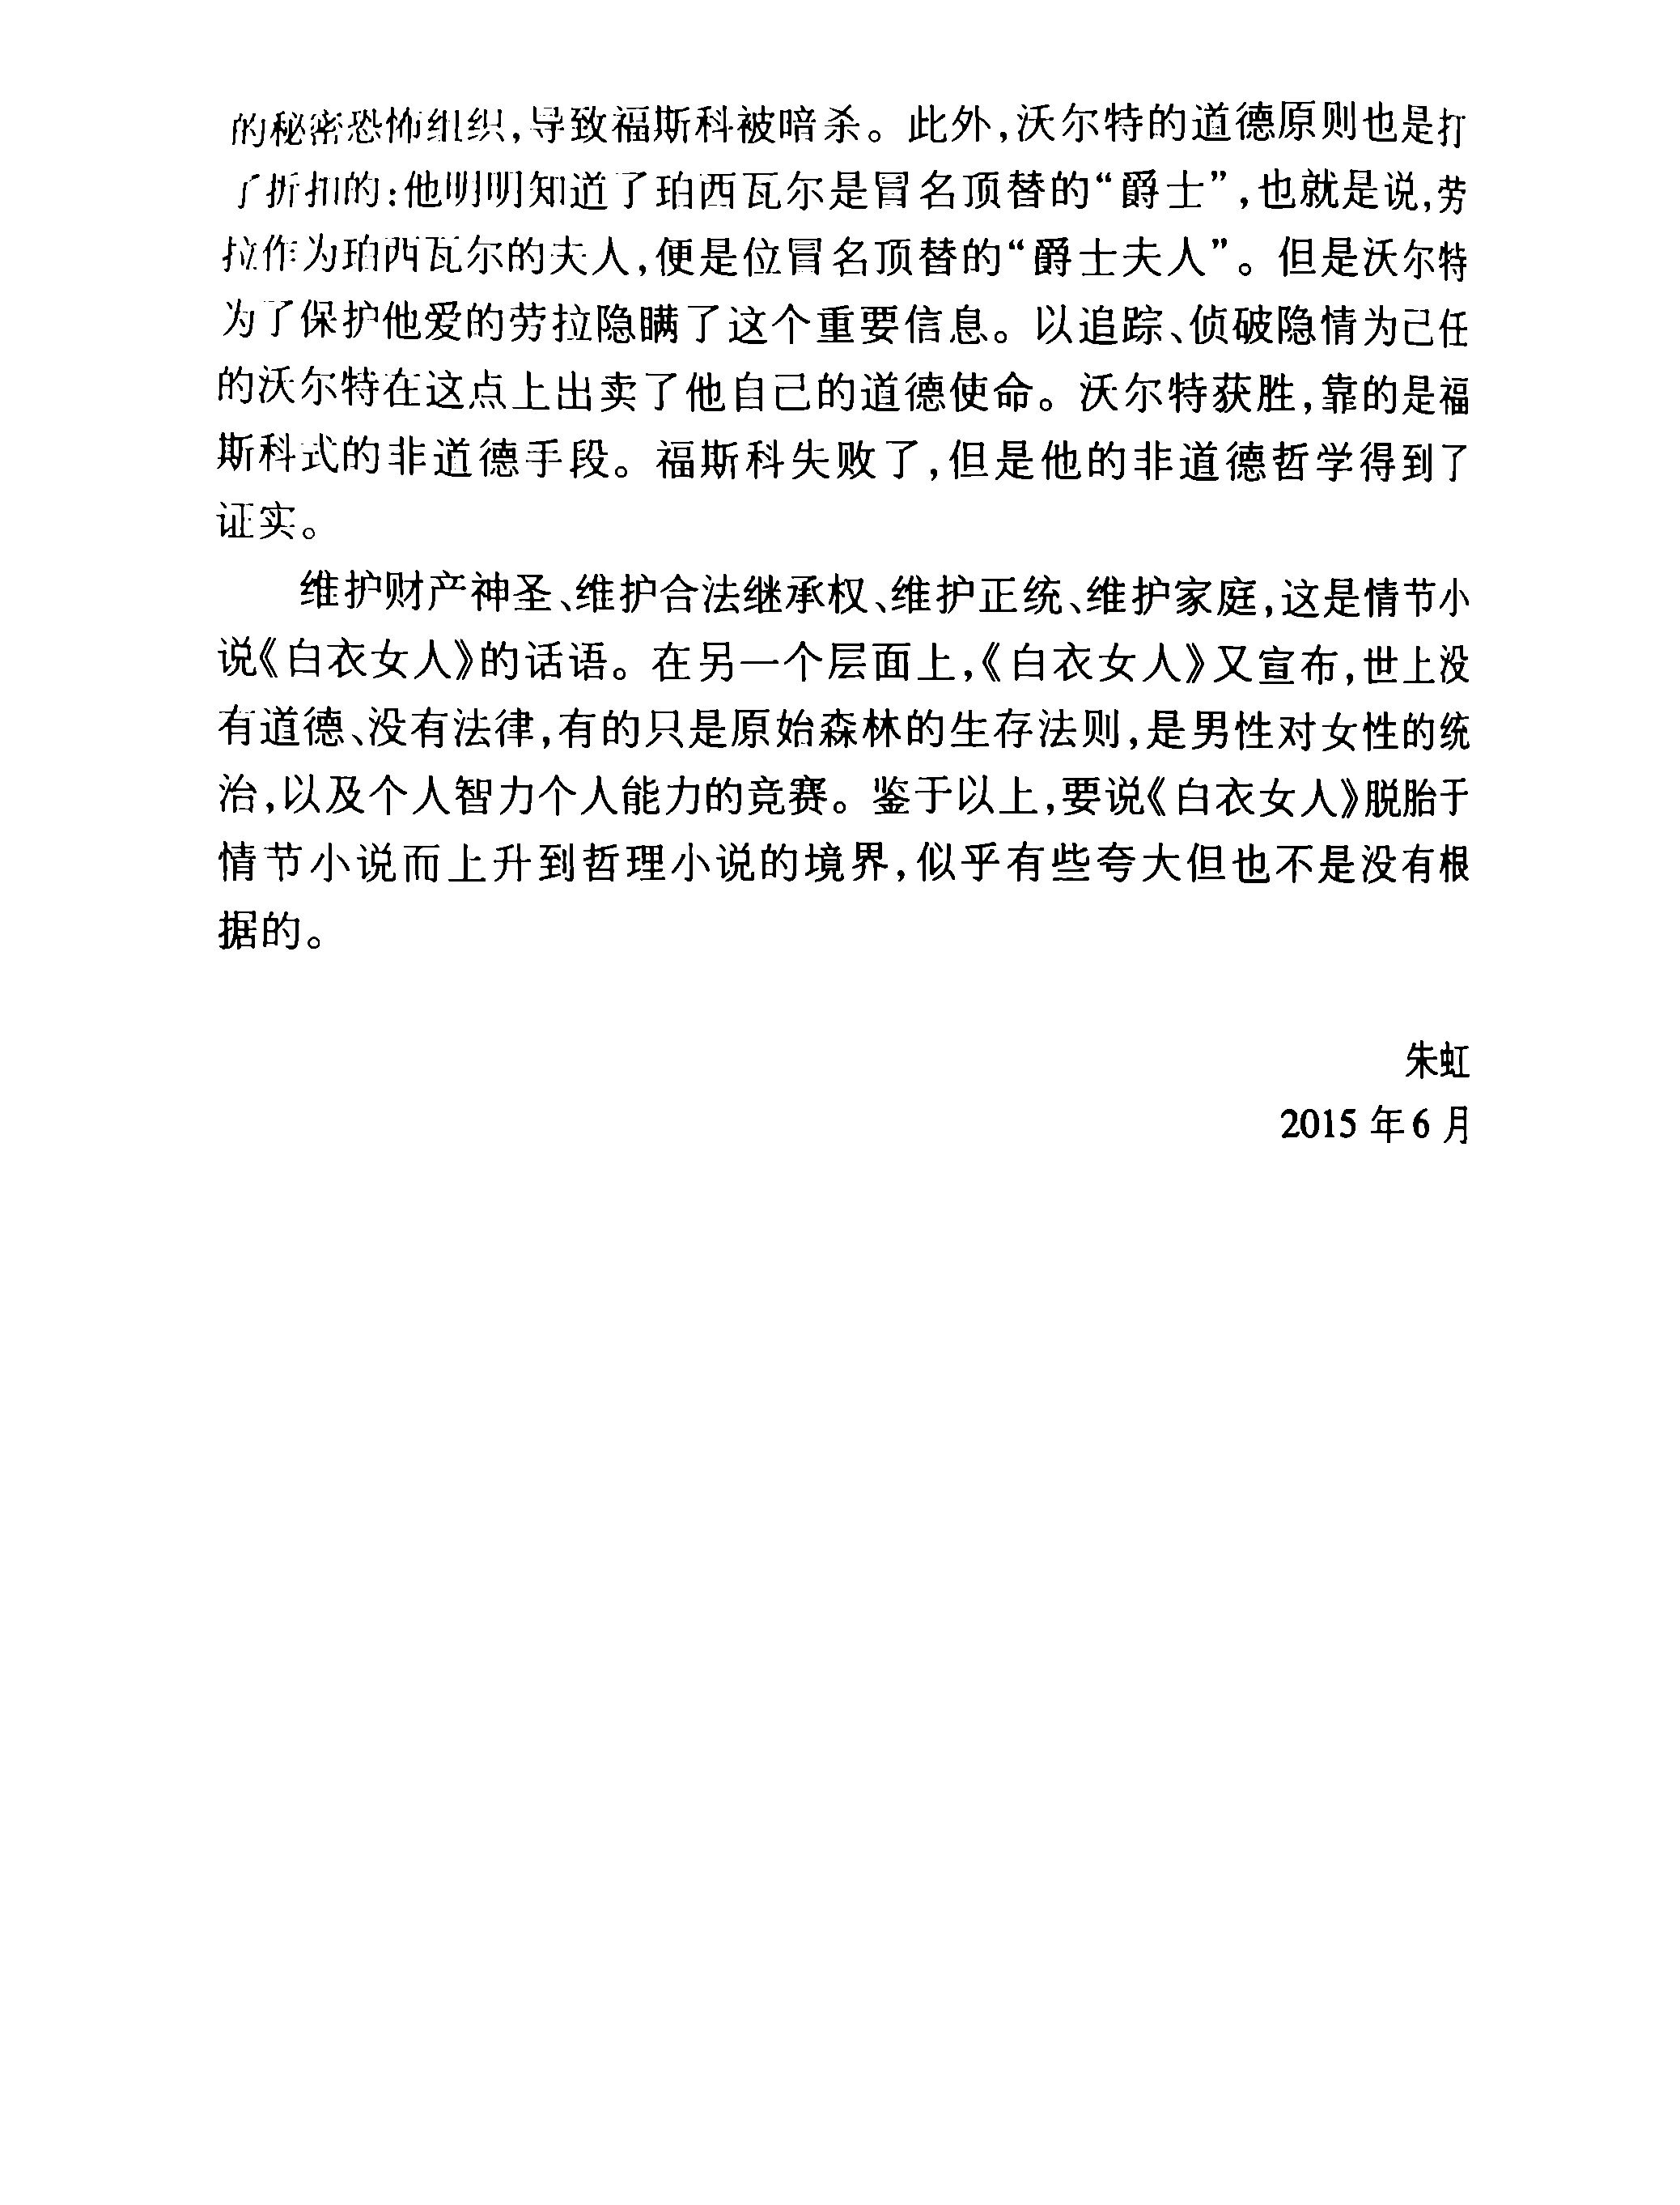 的秘密恐怖组织,导致福斯科被暗杀。此外,沃尔特的道德原则也是打
了折扣的:他明明知道了珀西瓦尔是冒名顶替的“爵士”,也就是说,劳
拉作为珀西瓦尔的夫人,便是位冒名顶替的“爵士夫人”。但是沃尔特
为了保护他爱的劳拉隐瞒了这个重要信息。以追踪、侦破隐情为己任
的沃尔特在这点上出卖了他自己的道德使命。沃尔特获胜,靠的是福
斯科式的非道德手段。福斯科失败了,但是他的非道德哲学得到了
证实。
维护财产神圣、维护合法继承权、维护正统、维护家庭,这是情节小
说《白衣女人》的话语。在另一个层面上,《白衣女人》又宣布,世上没
有道德、没有法律,有的只是原始森林的生存法则,是男性对女性的统
治,以及个人智力个人能力的竞赛。鉴于以上,要说《白衣女人》脱胎于
情节小说而上升到哲理小说的境界,似乎有些夸大但也不是没有根
据的。
朱虹
2015 年 6 月